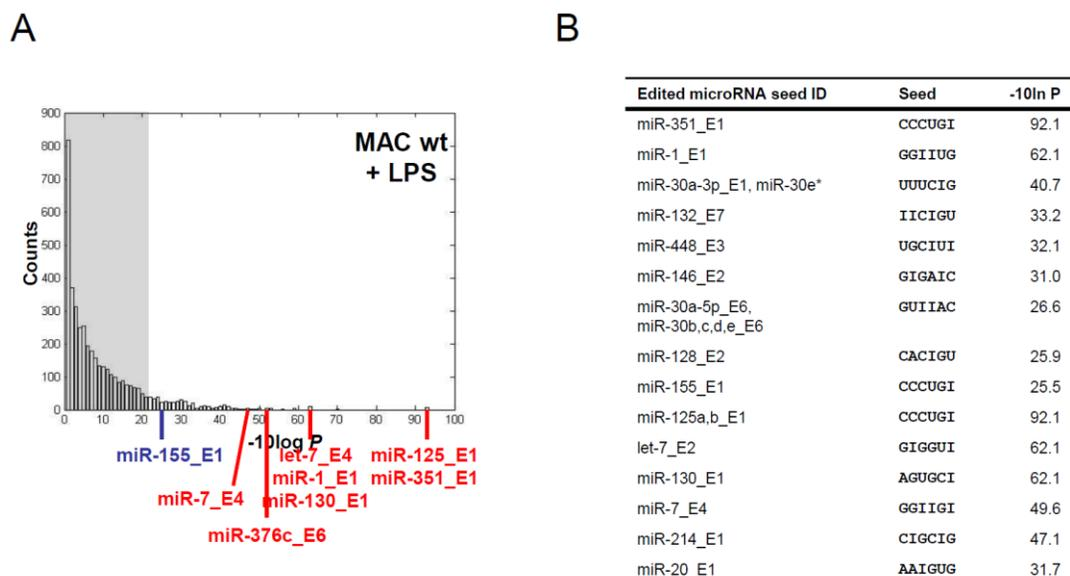 A
B
900
800
700
600
500
400
300
200
100
0
Counts
MAC wt
+ LPS
0 10 20 30 40 50 60 70 80 90 100
-10log P
miR-155_E1
let-7_E4
miR-125_E1
miR-1_E1
miR-351_E1
miR-7_E4
miR-130_E1
miR-376c_E6
Edited microRNA seed ID Seed -10ln P
miR-351_E1 CCCUGI 92.1
miR-1_E1 GGIIUG 62.1
miR-30a-3p_E1, miR-30e* UUUCIG 40.7
miR-132_E7 IICIGU 33.2
miR-448_E3 UGCIUI 32.1
miR-146_E2 GIGAIC 31.0
miR-30a-5p_E6, GUIIAC 26.6
miR-30b,c,d,e_E6
miR-128_E2 CACIGU 25.9
miR-155_E1 CCCUGI 25.5
miR-125a,b_E1 CCCUGI 92.1
let-7_E2 GIGGUI 62.1
miR-130_E1 AGUGCI 62.1
miR-7_E4 GGIIGI 49.6
miR-214_E1 CIGCIG 47.1
miR-20_E1 AAIGUG 31.7